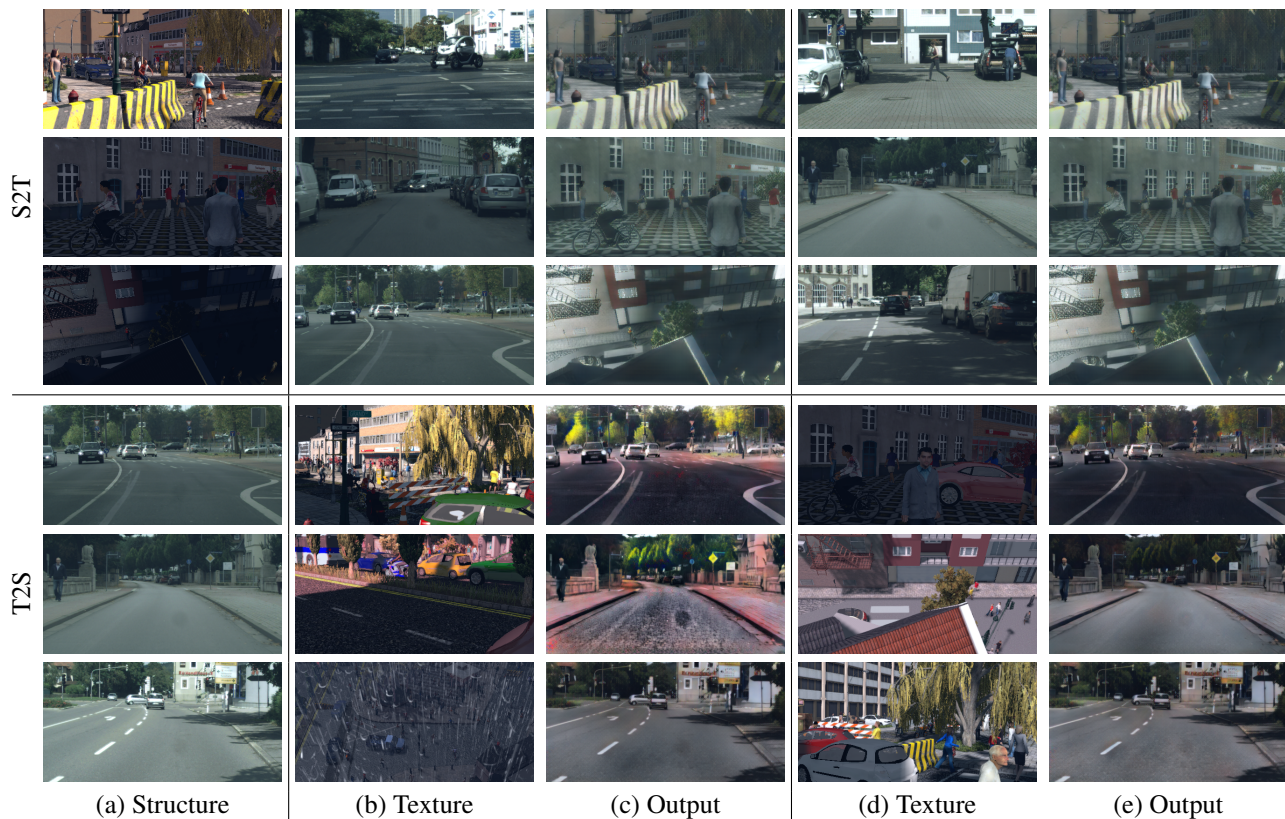 S2T
T2S
(a) Structure
(b) Texture
(c) Output
(d) Texture
(e) Output